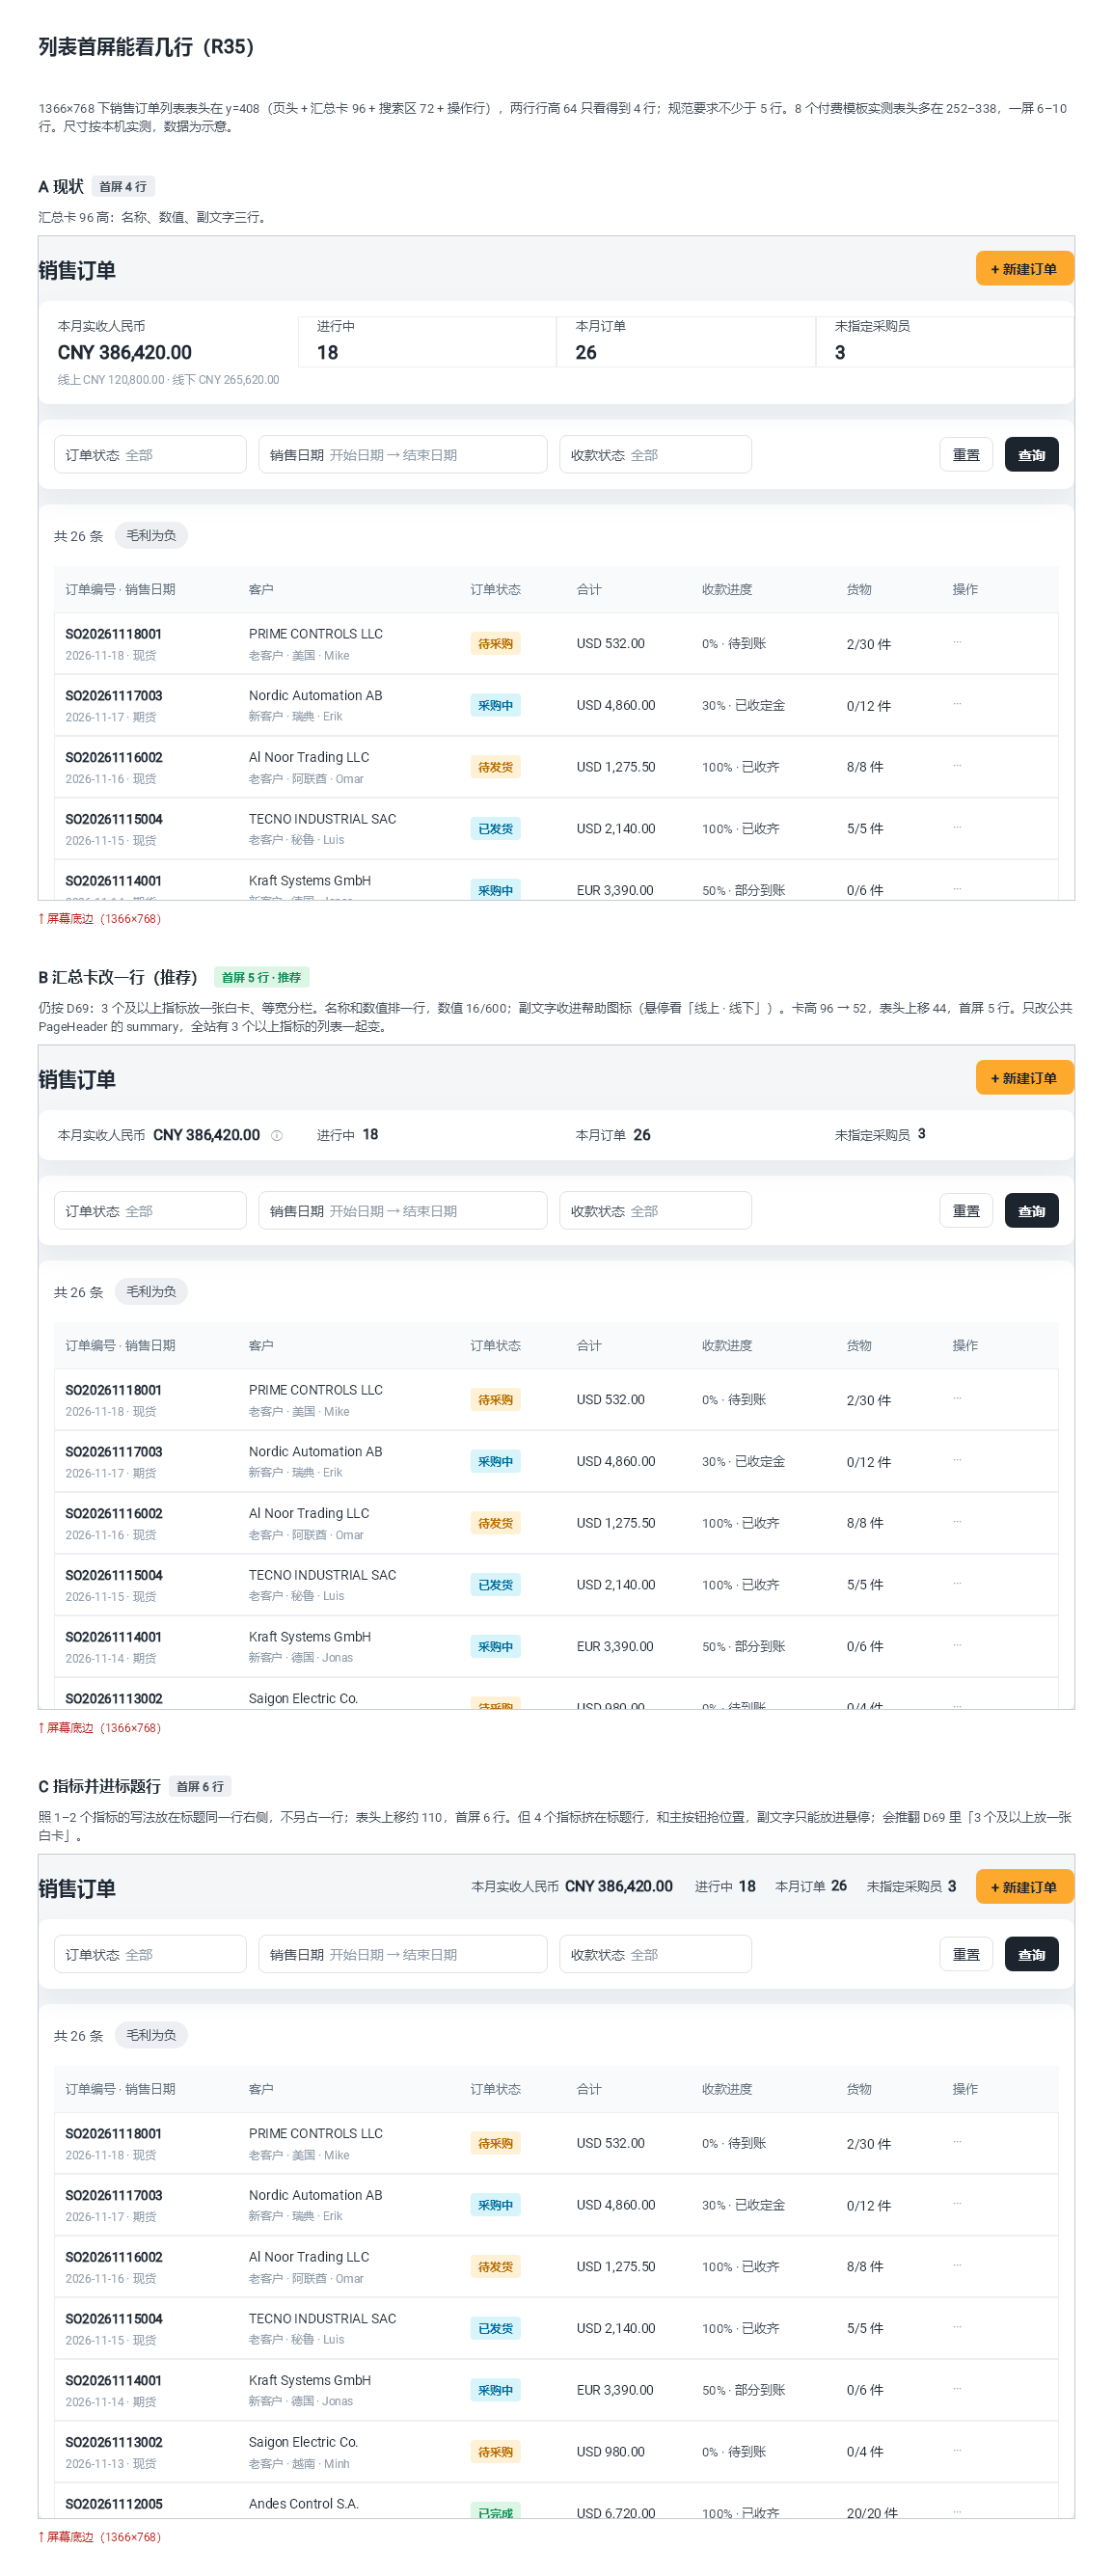 列表首屏能看几行（R35）
1366×768 下销售订单列表表头在 y=408（页头 + 汇总卡 96 + 搜索区 72 + 操作行），两行行高 64 只看得到 4 行；规范要求不少于 5 行。8 个付费模板实测表头多在 252–338，一屏 6–10
行。尺寸按本机实测，数据为示意。
A 现状 首屏 4 行
汇总卡 96 高：名称、数值、副文字三行。
销售订单 + 新建订单
本月实收人民币 进行中 本月订单 未指定采购员
CNY 386,420.00 18 26 3
线上 CNY 120,800.00 · 线下 CNY 265,620.00
订单状态 全部 销售日期 开始日期 → 结束日期 收款状态 全部 重置 查询
共 26 条 毛利为负
订单编号 · 销售日期 客户 订单状态 合计 收款进度 货物 操作
SO20261118001 PRIME CONTROLS LLC 待采购 USD 532.00 0% · 待到账 2/30 件 ···
2026-11-18 · 现货 老客户 · 美国 · Mike
SO20261117003 Nordic Automation AB 采购中 USD 4,860.00 30% · 已收定金 0/12 件 ···
2026-11-17 · 期货 新客户 · 瑞典 · Erik
SO20261116002 Al Noor Trading LLC 待发货 USD 1,275.50 100% · 已收齐 8/8 件 ···
2026-11-16 · 现货 老客户 · 阿联酋 · Omar
SO20261115004 TECNO INDUSTRIAL SAC 已发货 USD 2,140.00 100% · 已收齐 5/5 件 ···
2026-11-15 · 现货 老客户 · 秘鲁 · Luis
SO20261114001 Kraft Systems GmbH 采购中 EUR 3,390.00 50% · 部分到账 0/6 件 ···
2026-11-14 · 期货 新客户 · 德国 · Jonas
↑ 屏幕底边（1366×768）
B 汇总卡改一行（推荐） 首屏 5 行 · 推荐
仍按 D69：3 个及以上指标放一张白卡、等宽分栏。名称和数值排一行，数值 16/600；副文字收进帮助图标（悬停看「线上 · 线下」）。卡高 96 → 52，表头上移 44，首屏 5 行。只改公共
PageHeader 的 summary，全站有 3 个以上指标的列表一起变。
销售订单 + 新建订单
本月实收人民币 CNY 386,420.00 ⓘ 进行中 18 本月订单 26 未指定采购员 3
订单状态 全部 销售日期 开始日期 → 结束日期 收款状态 全部 重置 查询
共 26 条 毛利为负
订单编号 · 销售日期 客户 订单状态 合计 收款进度 货物 操作
SO20261118001 PRIME CONTROLS LLC 待采购 USD 532.00 0% · 待到账 2/30 件 ···
2026-11-18 · 现货 老客户 · 美国 · Mike
SO20261117003 Nordic Automation AB 采购中 USD 4,860.00 30% · 已收定金 0/12 件 ···
2026-11-17 · 期货 新客户 · 瑞典 · Erik
SO20261116002 Al Noor Trading LLC 待发货 USD 1,275.50 100% · 已收齐 8/8 件 ···
2026-11-16 · 现货 老客户 · 阿联酋 · Omar
SO20261115004 TECNO INDUSTRIAL SAC 已发货 USD 2,140.00 100% · 已收齐 5/5 件 ···
2026-11-15 · 现货 老客户 · 秘鲁 · Luis
SO20261114001 Kraft Systems GmbH 采购中 EUR 3,390.00 50% · 部分到账 0/6 件 ···
2026-11-14 · 期货 新客户 · 德国 · Jonas
SO20261113002 Saigon Electric Co. 待采购 USD 980.00 0% · 待到账 0/4 件 ···
↑ 屏幕底边（1366×768）
C 指标并进标题行 首屏 6 行
照 1–2 个指标的写法放在标题同一行右侧，不另占一行；表头上移约 110，首屏 6 行。但 4 个指标挤在标题行，和主按钮抢位置，副文字只能放进悬停；会推翻 D69 里「3 个及以上放一张
白卡」。
销售订单 本月实收人民币 CNY 386,420.00 进行中 18 本月订单 26 未指定采购员 3 + 新建订单
订单状态 全部 销售日期 开始日期 → 结束日期 收款状态 全部 重置 查询
共 26 条 毛利为负
订单编号 · 销售日期 客户 订单状态 合计 收款进度 货物 操作
SO20261118001 PRIME CONTROLS LLC 待采购 USD 532.00 0% · 待到账 2/30 件 ···
2026-11-18 · 现货 老客户 · 美国 · Mike
SO20261117003 Nordic Automation AB 采购中 USD 4,860.00 30% · 已收定金 0/12 件 ···
2026-11-17 · 期货 新客户 · 瑞典 · Erik
SO20261116002 Al Noor Trading LLC 待发货 USD 1,275.50 100% · 已收齐 8/8 件 ···
2026-11-16 · 现货 老客户 · 阿联酋 · Omar
SO20261115004 TECNO INDUSTRIAL SAC 已发货 USD 2,140.00 100% · 已收齐 5/5 件 ···
2026-11-15 · 现货 老客户 · 秘鲁 · Luis
SO20261114001 Kraft Systems GmbH 采购中 EUR 3,390.00 50% · 部分到账 0/6 件 ···
2026-11-14 · 期货 新客户 · 德国 · Jonas
SO20261113002 Saigon Electric Co. 待采购 USD 980.00 0% · 待到账 0/4 件 ···
2026-11-13 · 现货 老客户 · 越南 · Minh
SO20261112005 Andes Control S.A. 已完成 USD 6,720.00 100% · 已收齐 20/20 件 ···
↑ 屏幕底边（1366×768）